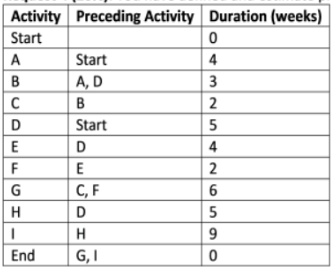 Activity Preceding Activity Duration (weeks)
Start 0
A Start 4
B A, D 3
C B 2
D Start 5
E D 4
F E 2
G C, F 6
H D 5
I H 9
End G, I 0